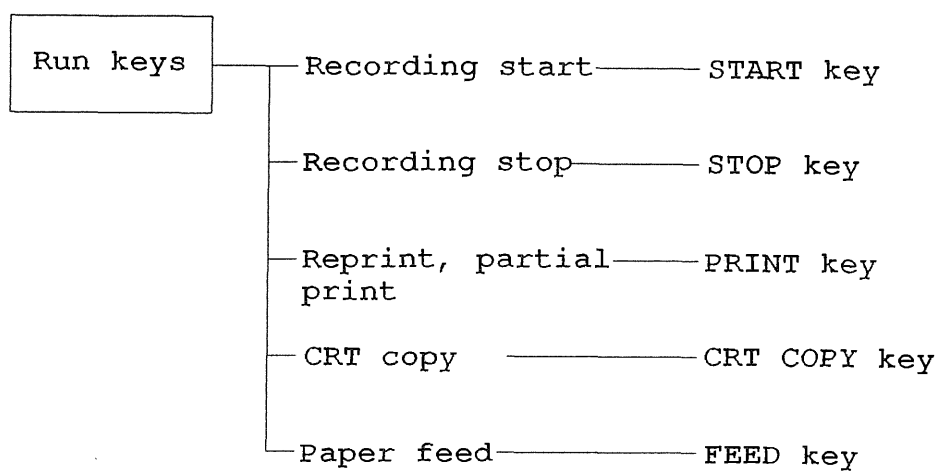 Run keys
Recording start START key
Recording stop STOP key
Reprint, partial PRINT key
print
CRT copy CRT COPY key
Paper feed FEED key